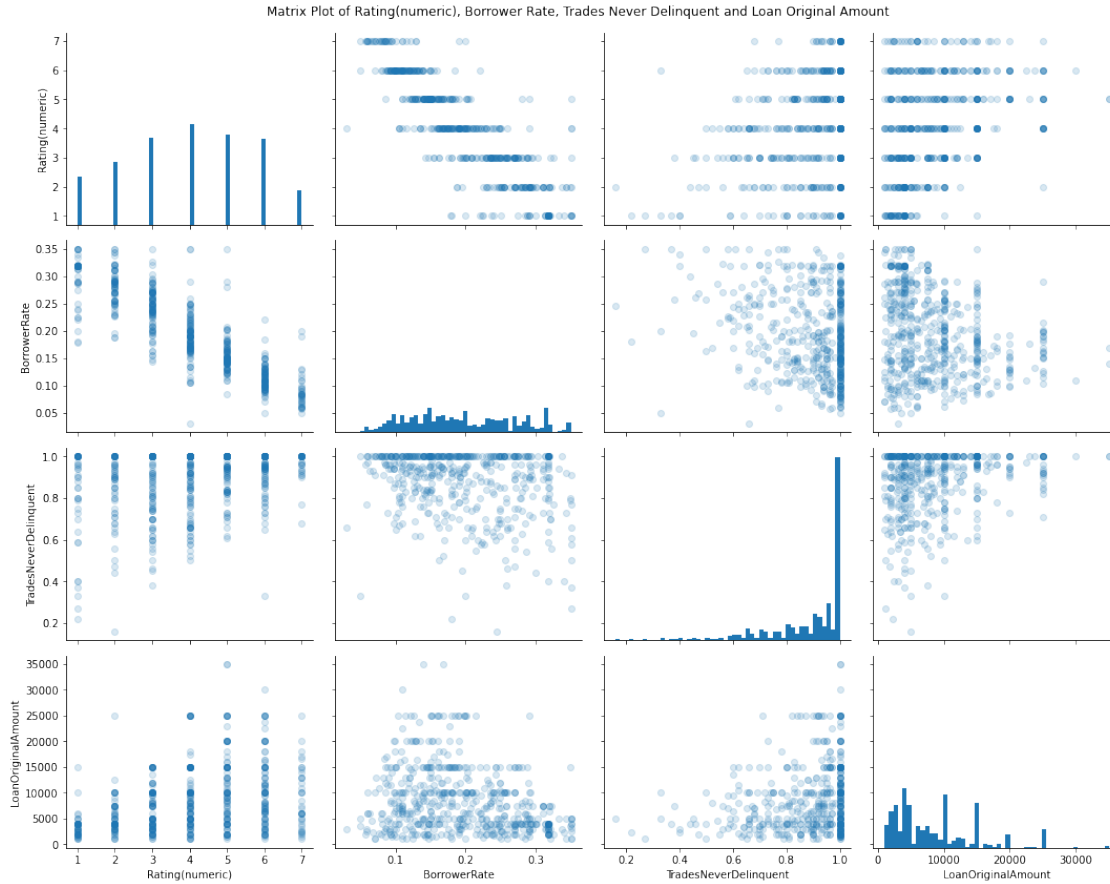 Matrix Plot of Rating(numeric), Borrower Rate, Trades Never Delinquent and Loan Original Amount
7
6
5
4
3
2
1
Rating(numeric)
0.35
0.30
0.25
0.20
0.15
0.10
0.05
BorrowerRate
1.0
0.8
0.6
0.4
0.2
TradesNeverDelinquent
35000
30000
25000
20000
15000
10000
5000
0
LoanOriginalAmount
1 2 3 4 5 6 7
Rating(numeric)
0.1 0.2 0.3
BorrowerRate
0.2 0.4 0.6 0.8 1.0
TradesNeverDelinquent
0 10000 20000 30000
LoanOriginalAmount